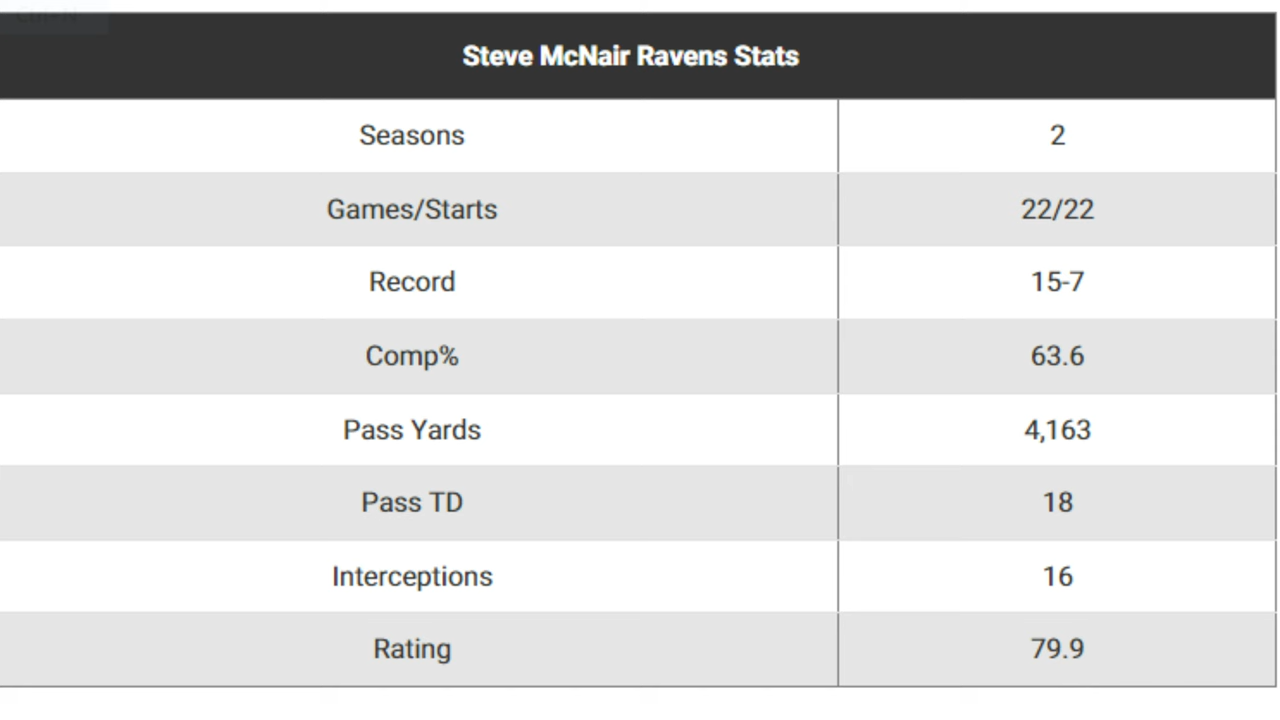 Ctrl+N
Steve McNair Ravens Stats
Seasons 2
Games/Starts 22/22
Record 15-7
Comp% 63.6
Pass Yards 4,163
Pass TD 18
Interceptions 16
Rating 79.9